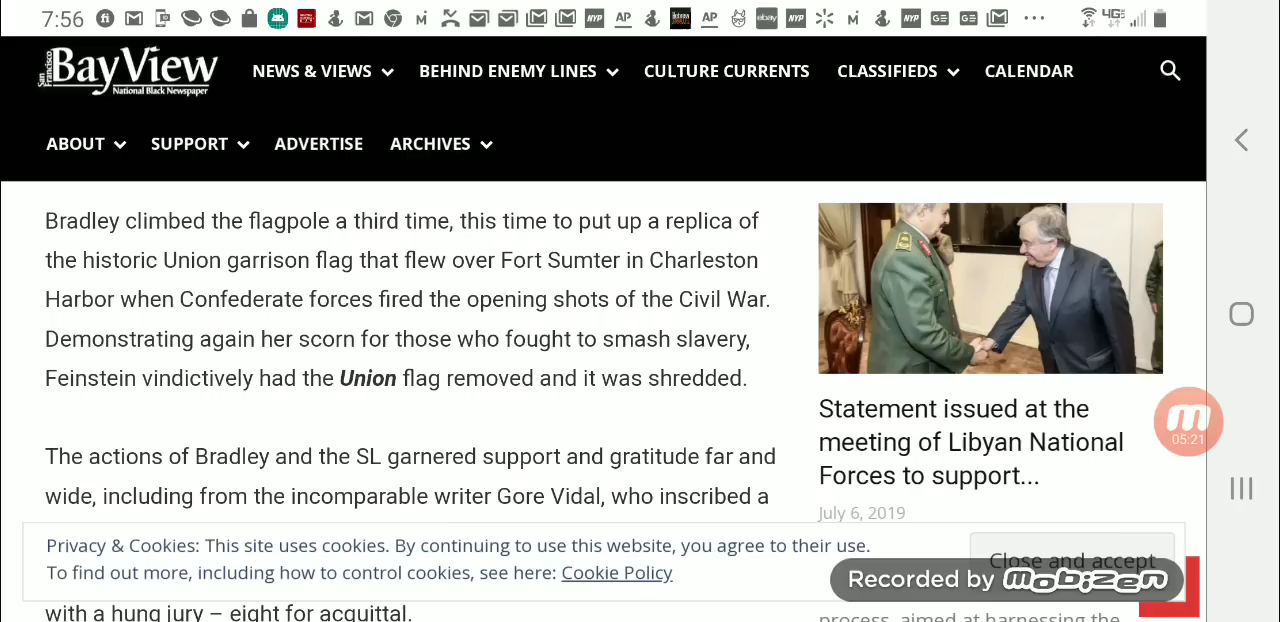 7:56
San Francisco
BayView
National Black Newspaper
NEWS & VIEWS
BEHIND ENEMY LINES
CULTURE CURRENTS
CLASSIFIEDS
CALENDAR
ABOUT
SUPPORT
ADVERTISE
ARCHIVES
Bradley climbed the flagpole a third time, this time to put up a replica of
the historic Union garrison flag that flew over Fort Sumter in Charleston
Harbor when Confederate forces fired the opening shots of the Civil War.
Demonstrating again her scorn for those who fought to smash slavery,
Feinstein vindictively had the Union flag removed and it was shredded.
The actions of Bradley and the SL garnered support and gratitude far and
wide, including from the incomparable writer Gore Vidal, who inscribed a
with a hung jury – eight for acquittal.
Statement issued at the
meeting of Libyan National
Forces to support...
July 6, 2019
process, aimed at harnessing the
05:21
Privacy & Cookies: This site uses cookies. By continuing to use this website, you agree to their use.
To find out more, including how to control cookies, see here: Cookie Policy
Close and accept
Recorded by mobizen